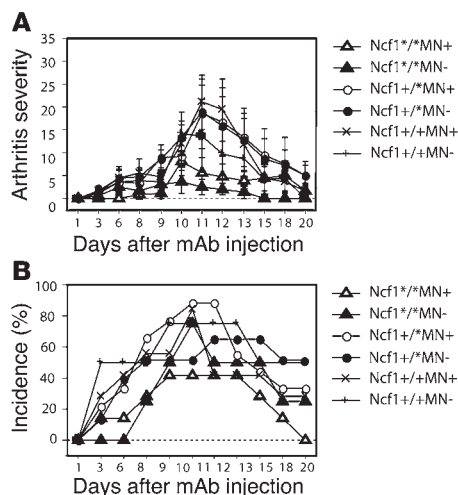 A
Arthritis severity
35
30
25
20
15
10
5
0
1 3 6 8 9 10 11 12 13 15 18 20
Days after mAb injection
Ncf1*/*MN+
Ncf1*/*MN-
Ncf1+/*MN+
Ncf1+/*MN-
Ncf1+/+MN+
Ncf1+/+MN-
B
Incidence (%)
100
80
60
40
20
0
1 3 6 8 9 10 11 12 13 15 18 20
Days after mAb injection
Ncf1*/*MN+
Ncf1*/*MN-
Ncf1+/*MN+
Ncf1+/*MN-
Ncf1+/+MN+
Ncf1+/+MN-